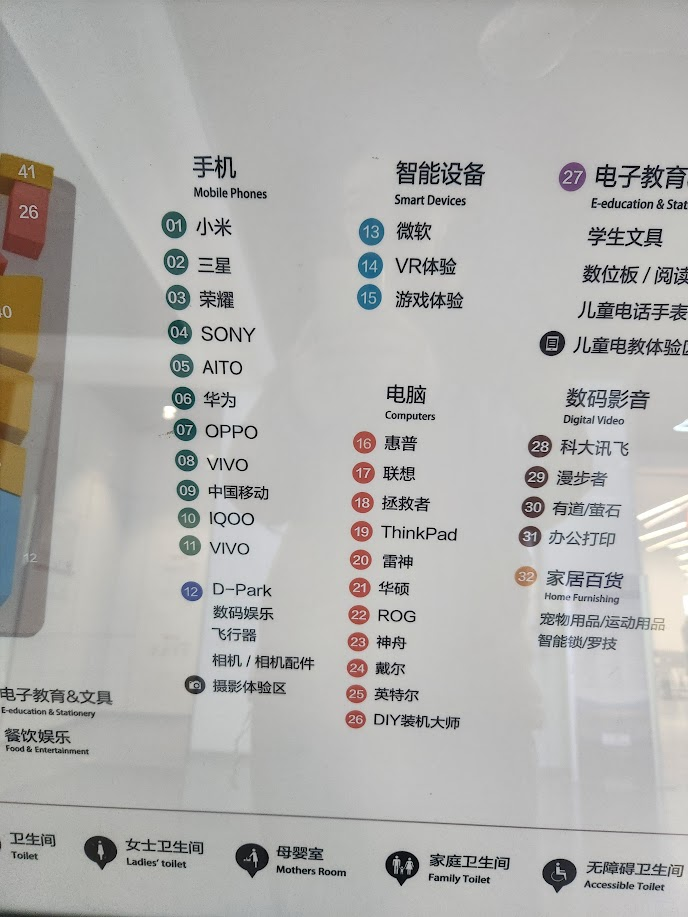 41
26
40
12
手机
Mobile Phones
01 小米
02 三星
03 荣耀
04 SONY
05 AITO
06 华为
07 OPPO
08 VIVO
09 中国移动
10 IQOO
11 VIVO
12 D-Park
数码娱乐
飞行器
相机 / 相机配件
摄影体验区
智能设备
Smart Devices
13 微软
14 VR体验
15 游戏体验
电脑
Computers
16 惠普
17 联想
18 拯救者
19 ThinkPad
20 雷神
21 华硕
22 ROG
23 神舟
24 戴尔
25 英特尔
26 DIY装机大师
27 电子教育
E-education & Stat
学生文具
数位板 / 阅读
儿童电话手表
儿童电教体验区
数码影音
Digital Video
28 科大讯飞
29 漫步者
30 有道/萤石
31 办公打印
32 家居百货
Home Furnishing
宠物用品/运动用品
智能锁/罗技
电子教育&文具
E-education & Stationery
餐饮娱乐
Food & Entertainment
卫生间
Toilet
女士卫生间
Ladies' toilet
母婴室
Mothers Room
家庭卫生间
Family Toilet
无障碍卫生间
Accessible Toilet